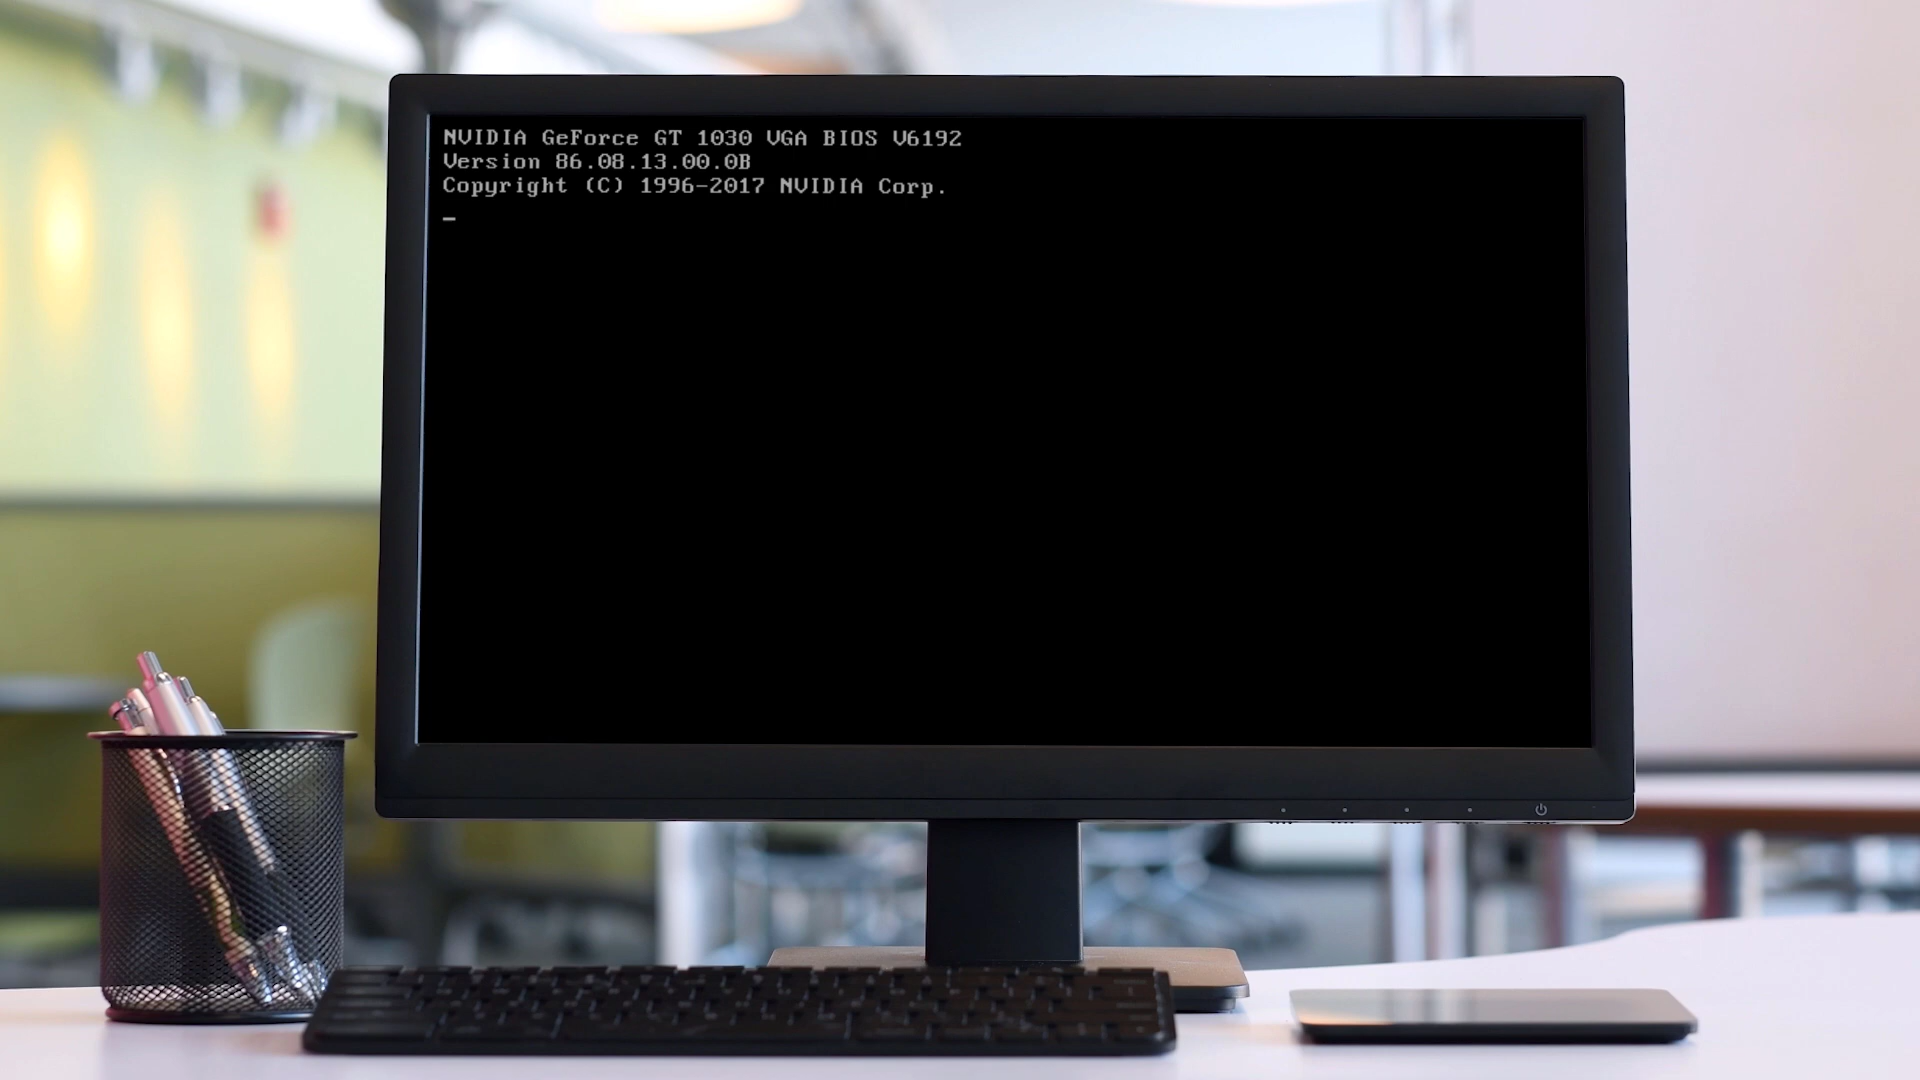 NVIDIA GeForce GT 1030 VGA BIOS V6192
Version 86.08.13.00.0B
Copyright (C) 1996-2017 NVIDIA Corp.
_